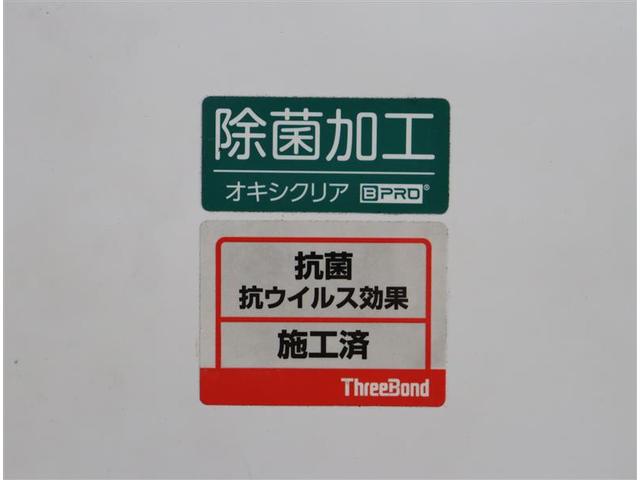 除菌加工
オキシクリア BPRO®
抗菌
抗ウイルス効果
施工済
ThreeBond